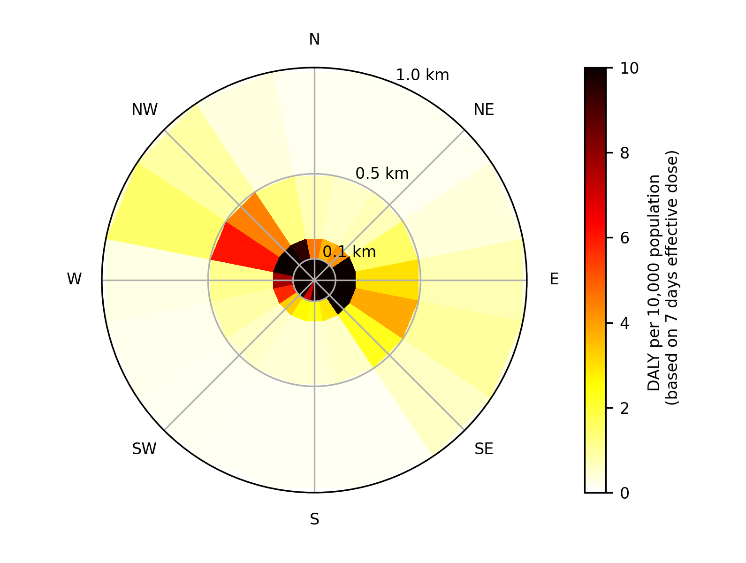 N
1.0 km
NW
NE
0.5 km
0.1 km
W
E
SW
SE
S
10
8
6
4
2
0
DALY per 10,000 population
(based on 7 days effective dose)